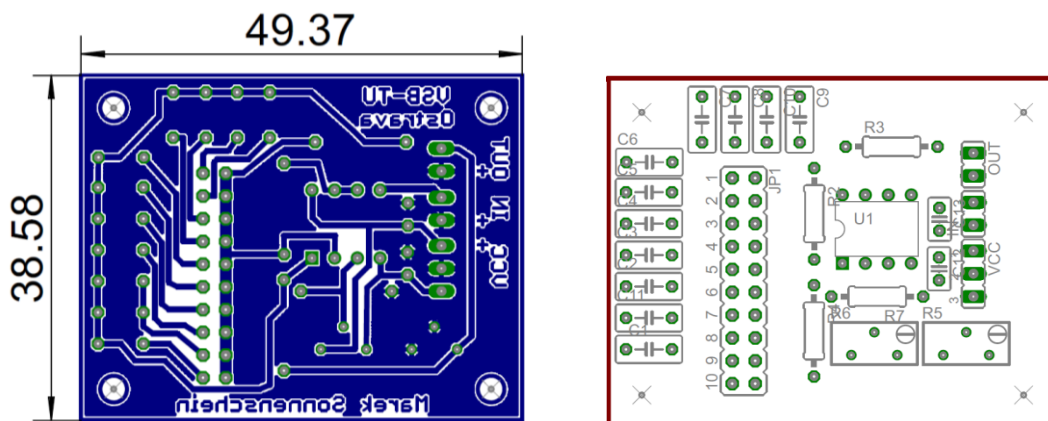 49.37
38.58
VSB-TU
Ostrava
OUT
+
IN
+
+
VCC
Marek Sonnenschein
C7
C8
C10
C9
C6
C5
C4
C3
C2
C11
C1
1
2
3
4
5
6
7
8
9
10
JP1
R3
R2
U1
OUT
C13
C12
VCC
3
R6
R7
R5